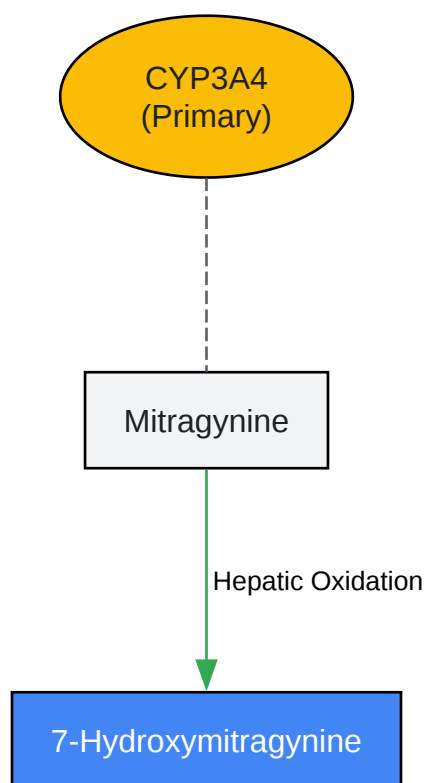 CYP3A4
(Primary)
Mitragynine
Hepatic Oxidation
7-Hydroxymitragynine